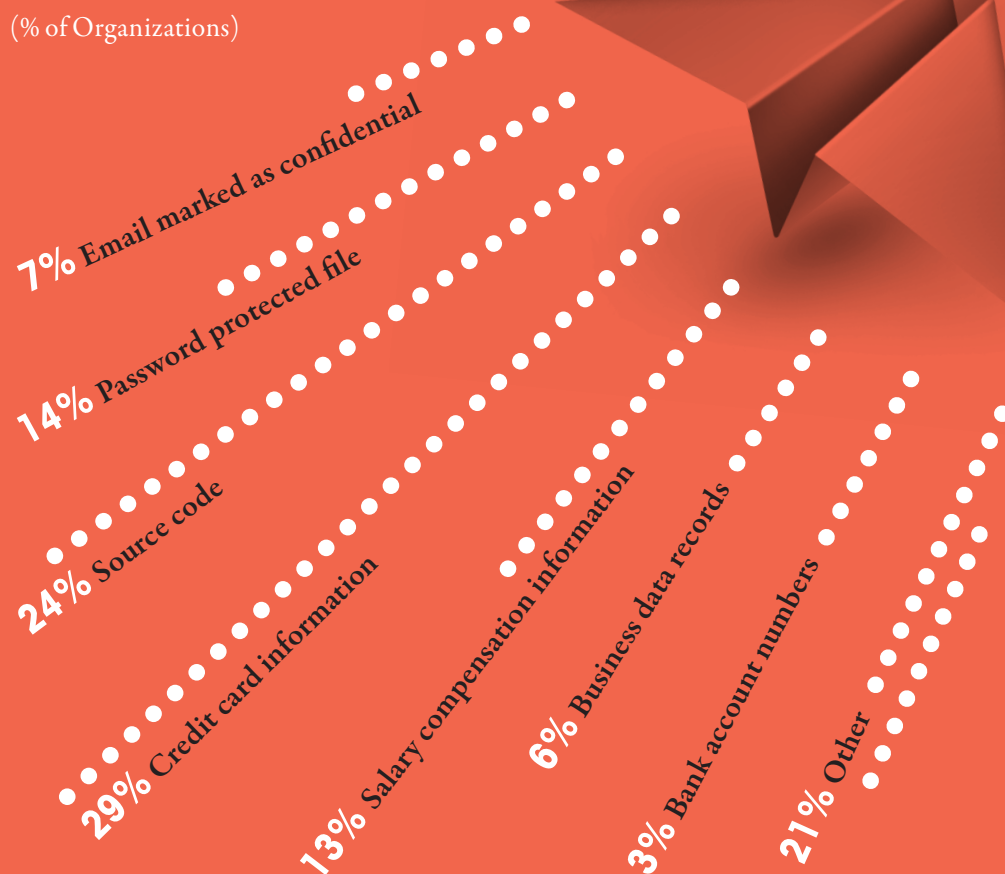 (% of Organizations)
7% Email marked as confidential
14% Password protected file
24% Source code
29% Credit card information
13% Salary compensation information
6% Business data records
3% Bank account numbers
21% Other